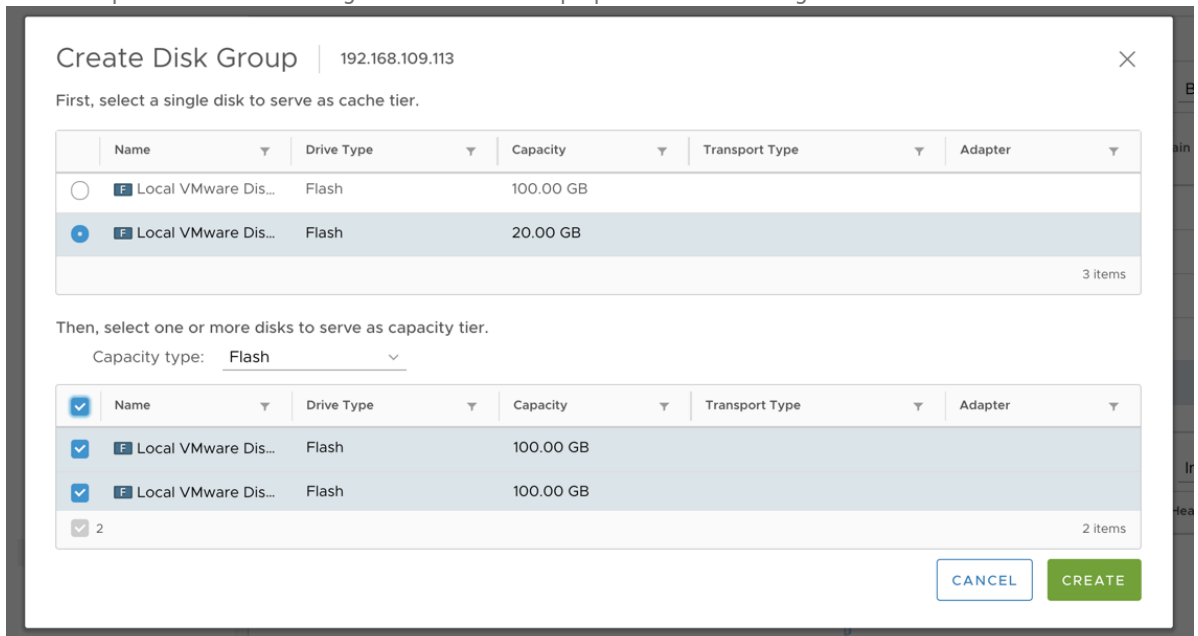 Create Disk Group 192.168.109.113
First, select a single disk to serve as cache tier.
Name Drive Type Capacity Transport Type Adapter
F Local VMware Dis... Flash 100.00 GB
F Local VMware Dis... Flash 20.00 GB
3 items
Then, select one or more disks to serve as capacity tier.
Capacity type: Flash
Name Drive Type Capacity Transport Type Adapter
F Local VMware Dis... Flash 100.00 GB
F Local VMware Dis... Flash 100.00 GB
2 2 items
CANCEL CREATE